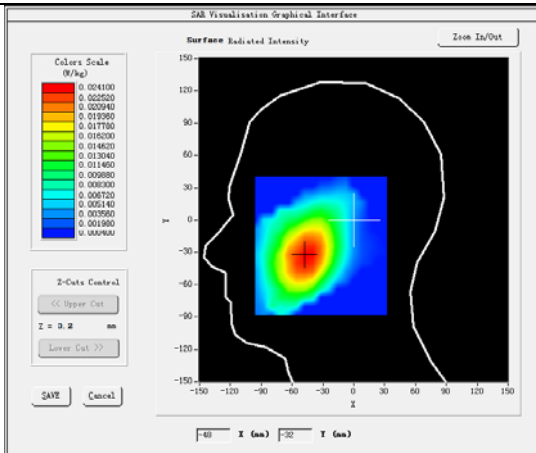 SAR Visualisation Graphical Interface
Surface Radiated Intensity
Zoom In/Out
Colors Scale
(W/kg)
0.024100
0.022520
0.020940
0.019360
0.017780
0.016200
0.014620
0.013040
0.011460
0.009880
0.008300
0.006720
0.005140
0.003560
0.001980
0.000400
Z-Cuts Control
<< Upper Cut
Z = 0.2 mm
Lower Cut >>
SAVE
Cancel
150
120
90
60
30
0
-30
-60
-90
-120
-150
Y
-150 -120 -90 -60 -30 0 30 60 90 120 150
X
-48 X (mm) -32 Y (mm)